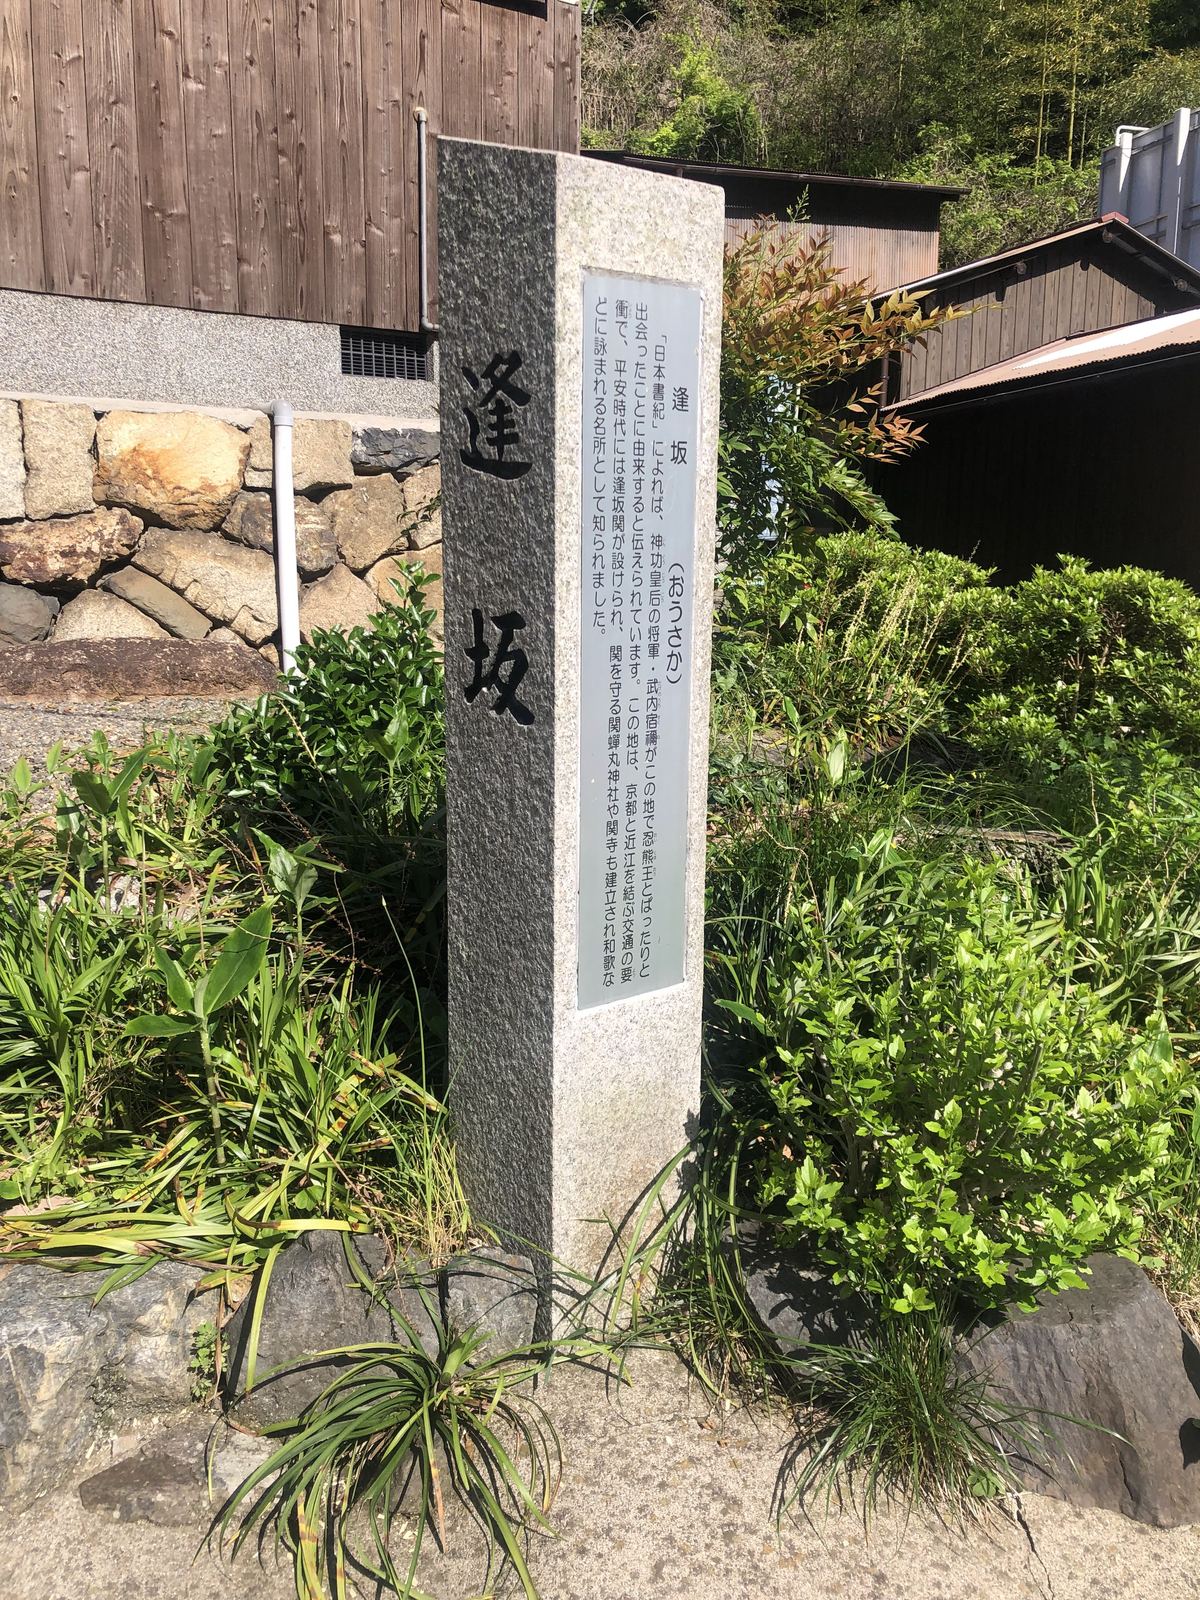 逢坂
逢坂 (おうさか)
「日本書紀」によれば、神功皇后の将軍・武内宿禰がこの地で忍熊王とばったりと
出会ったことに由来すると伝えられています。この地は、京都と近江を結ぶ交通の要
衝で、平安時代には逢坂関が設けられ、関を守る関蟬丸神社や関寺も建立され和歌な
どに詠まれる名所として知られました。